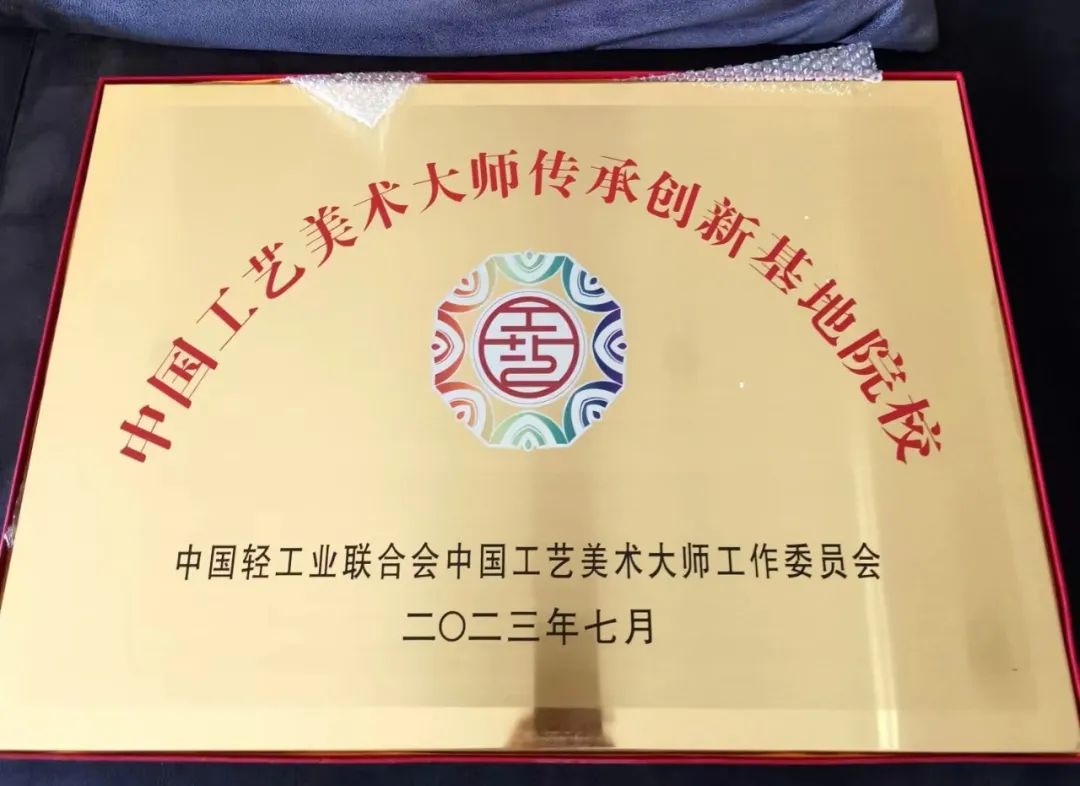 中国工艺美术大师传承创新基地院校
工艺
中国轻工业联合会中国工艺美术大师工作委员会
二〇二三年七月